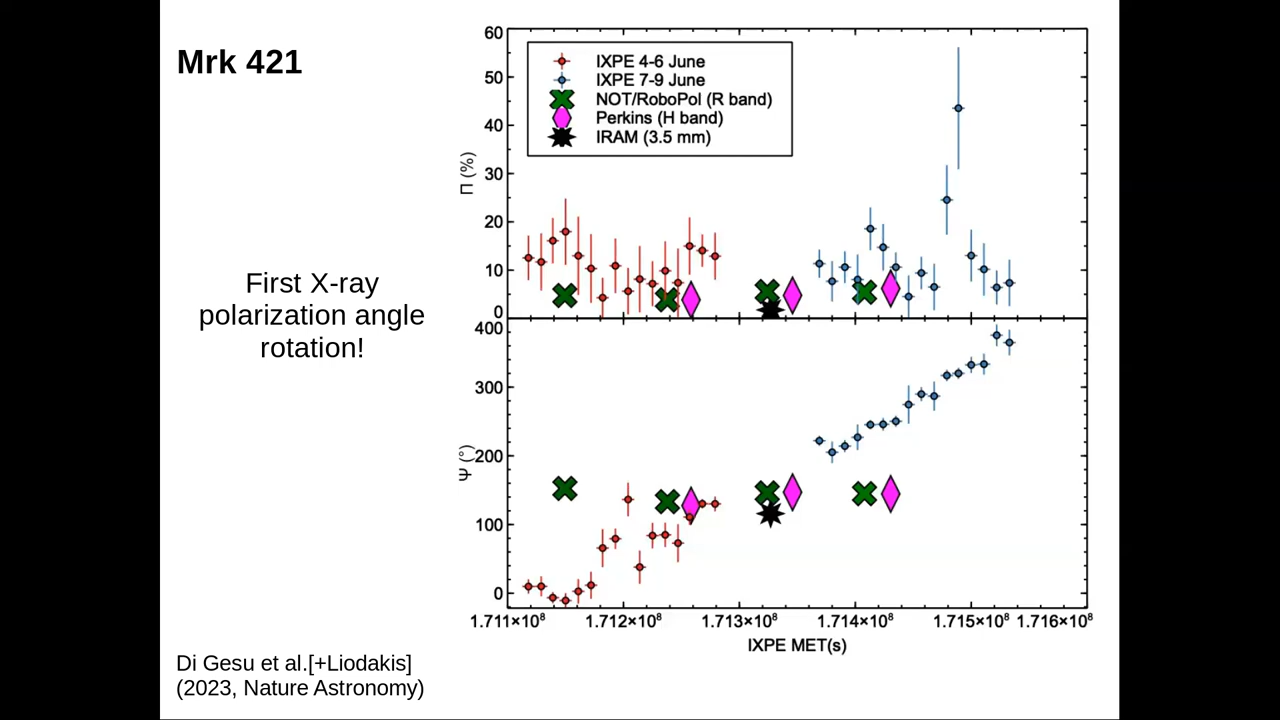 Mrk 421
First X-ray
polarization angle
rotation!
Di Gesu et al.[+Liodakis]
(2023, Nature Astronomy)
IXPE 4-6 June
IXPE 7-9 June
NOT/RoboPol (R band)
Perkins (H band)
IRAM (3.5 mm)
Π (%)
60
50
40
30
20
10
0
Ψ (°)
400
300
200
100
0
1.711×10⁸ 1.712×10⁸ 1.713×10⁸ 1.714×10⁸ 1.715×10⁸ 1.716×10⁸
IXPE MET(s)